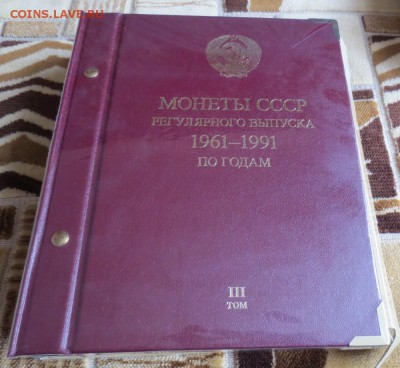 COINS.LAVE.RU
МОНЕТЫ СССР
РЕГУЛЯРНОГО ВЫПУСКА
1961–1991
ПО ГОДАМ
III
ТОМ